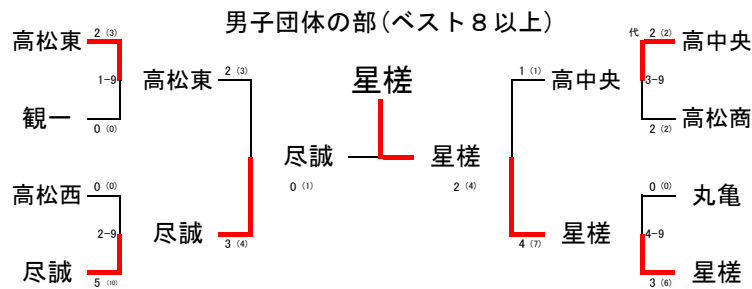 男子団体の部(ベスト8以上)
高松東 2 (3)
1-9
観一 0 (0)
高松西 0 (0)
2-9
尽誠 5 (10)
高松東 2 (3)
尽誠 3 (4)
星槎
尽誠 0 (1)
星槎 2 (4)
1 (1) 高中央
4 (7) 星槎
代 2 (2) 高中央
3-9
2 (2) 高松商
0 (0) 丸亀
4-9
3 (6) 星槎